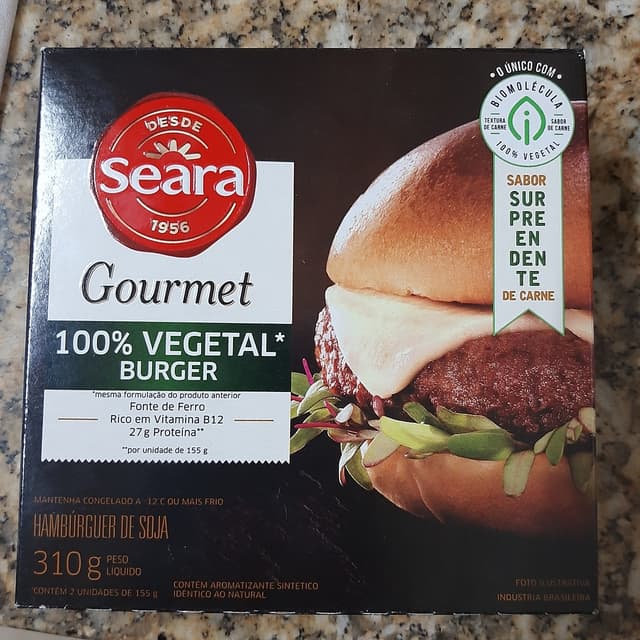 DESDE
Seara
1956
Gourmet
100% VEGETAL*
BURGER
*mesma formulação do produto anterior
Fonte de Ferro
Rico em Vitamina B12
27g Proteína**
**por unidade de 155 g
MANTENHA CONGELADO A -12 C OU MAIS FRIO
HAMBÚRGUER DE SOJA
310g PESO
LÍQUIDO
CONTÉM 2 UNIDADES DE 155 g
CONTÉM AROMATIZANTE SINTÉTICO
IDÊNTICO AO NATURAL
• O ÚNICO COM •
BIOMOLÉCULA
TEXTURA
DE CARNE
SABOR
DE CARNE
100% VEGETAL
SABOR
SUR
PRE
EN
DEN
TE
DE CARNE
FOTO ILUSTRATIVA
INDÚSTRIA BRASILEIRA